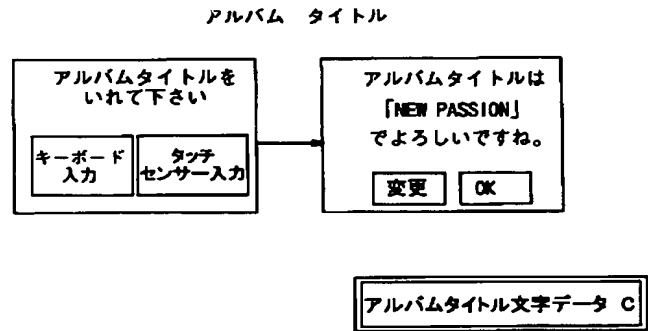 アルバム タイトル
アルバムタイトルを
いれて下さい
キーボード
入力
タッチ
センサー入力
アルバムタイトルは
「NEW PASSION」
でよろしいですね。
変更
OK
アルバムタイトル文字データ C